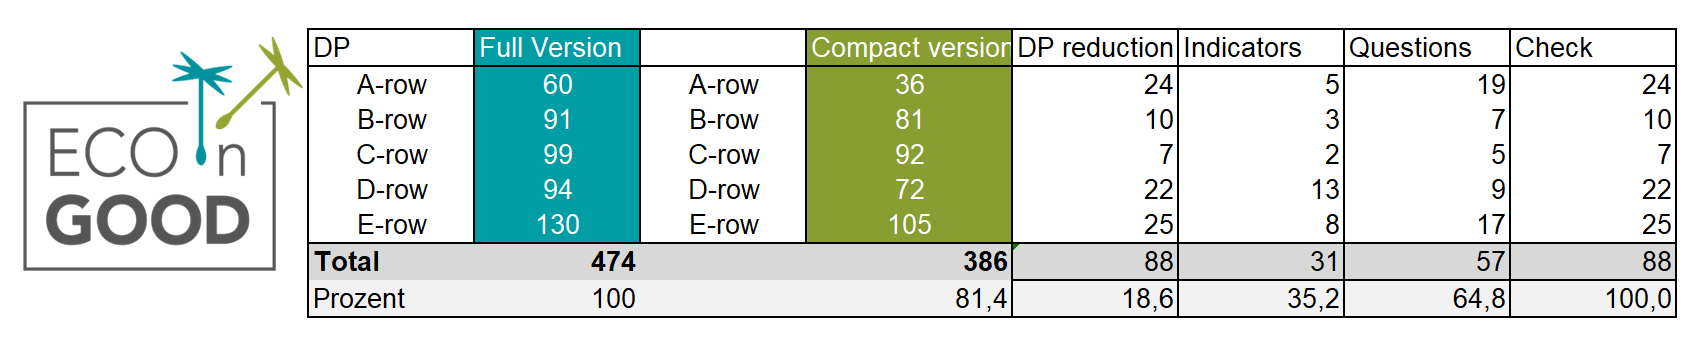 ECOnGOOD
DP Full Version Compact version DP reduction Indicators Questions Check
A-row 60 A-row 36 24 5 19 24
B-row 91 B-row 81 10 3 7 10
C-row 99 C-row 92 7 2 5 7
D-row 94 D-row 72 22 13 9 22
E-row 130 E-row 105 25 8 17 25
Total 474 386 88 31 57 88
Prozent 100 81,4 18,6 35,2 64,8 100,0